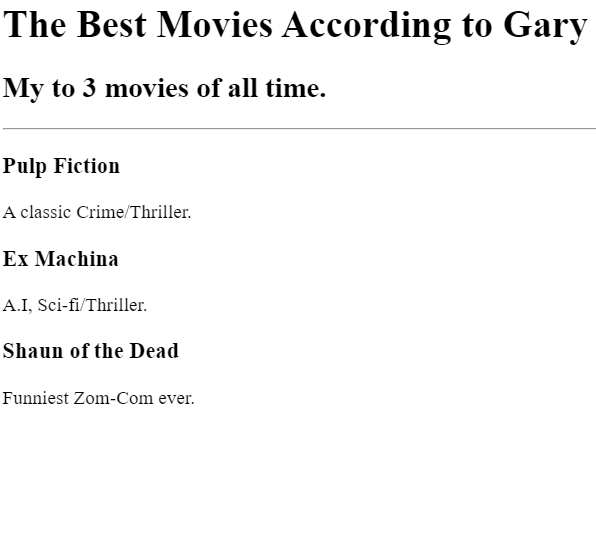 The Best Movies According to Gary
My to 3 movies of all time.
Pulp Fiction
A classic Crime/Thriller.
Ex Machina
A.I, Sci-fi/Thriller.
Shaun of the Dead
Funniest Zom-Com ever.